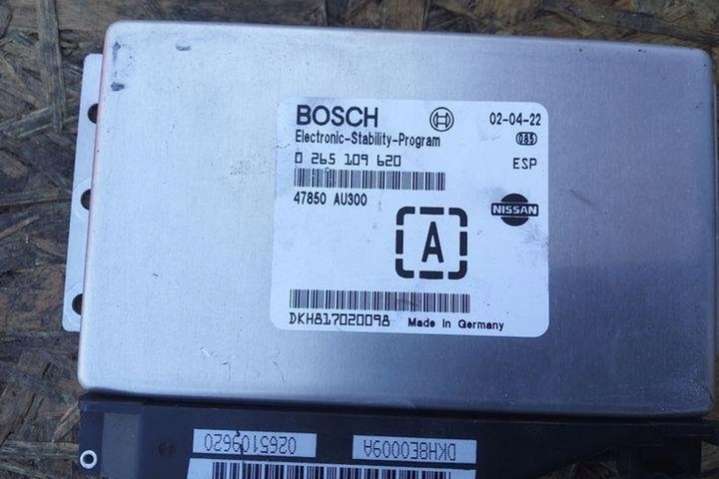 BOSCH 02-04-22
Electronic-Stability-Program 065
0 265 109 620 ESP
47850 AU300
NISSAN
A
DKH817020098 Made in Germany
0265109620 DKH8E0009A